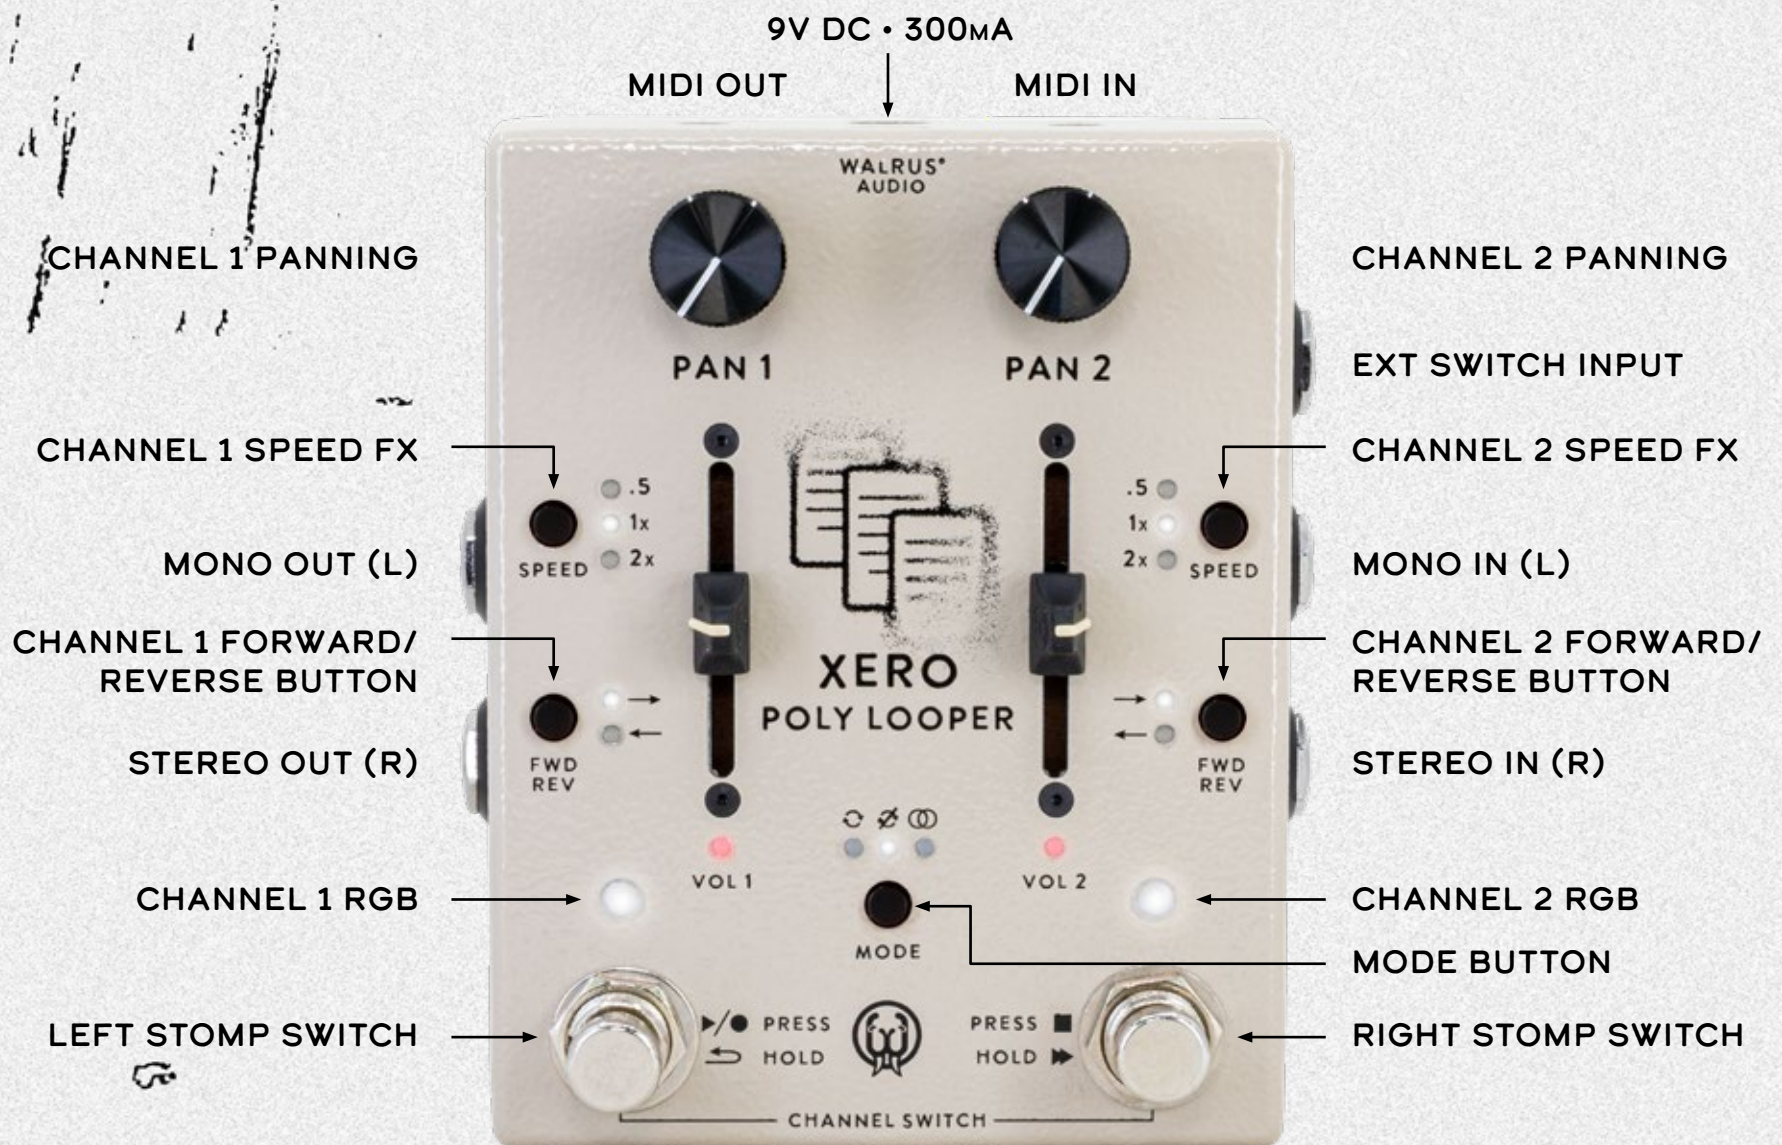 9V DC • 300mA
MIDI OUT
MIDI IN
WALRUS®
AUDIO
CHANNEL 1 PANNING
CHANNEL 2 PANNING
PAN 1
PAN 2
EXT SWITCH INPUT
CHANNEL 1 SPEED FX
CHANNEL 2 SPEED FX
.5
1x
2x
SPEED
.5
1x
2x
SPEED
MONO OUT (L)
MONO IN (L)
CHANNEL 1 FORWARD/
REVERSE BUTTON
CHANNEL 2 FORWARD/
REVERSE BUTTON
XERO
POLY LOOPER
STEREO OUT (R)
STEREO IN (R)
FWD
REV
FWD
REV
VOL 1
VOL 2
CHANNEL 1 RGB
CHANNEL 2 RGB
MODE
MODE BUTTON
LEFT STOMP SWITCH
RIGHT STOMP SWITCH
PRESS
HOLD
PRESS
HOLD
CHANNEL SWITCH